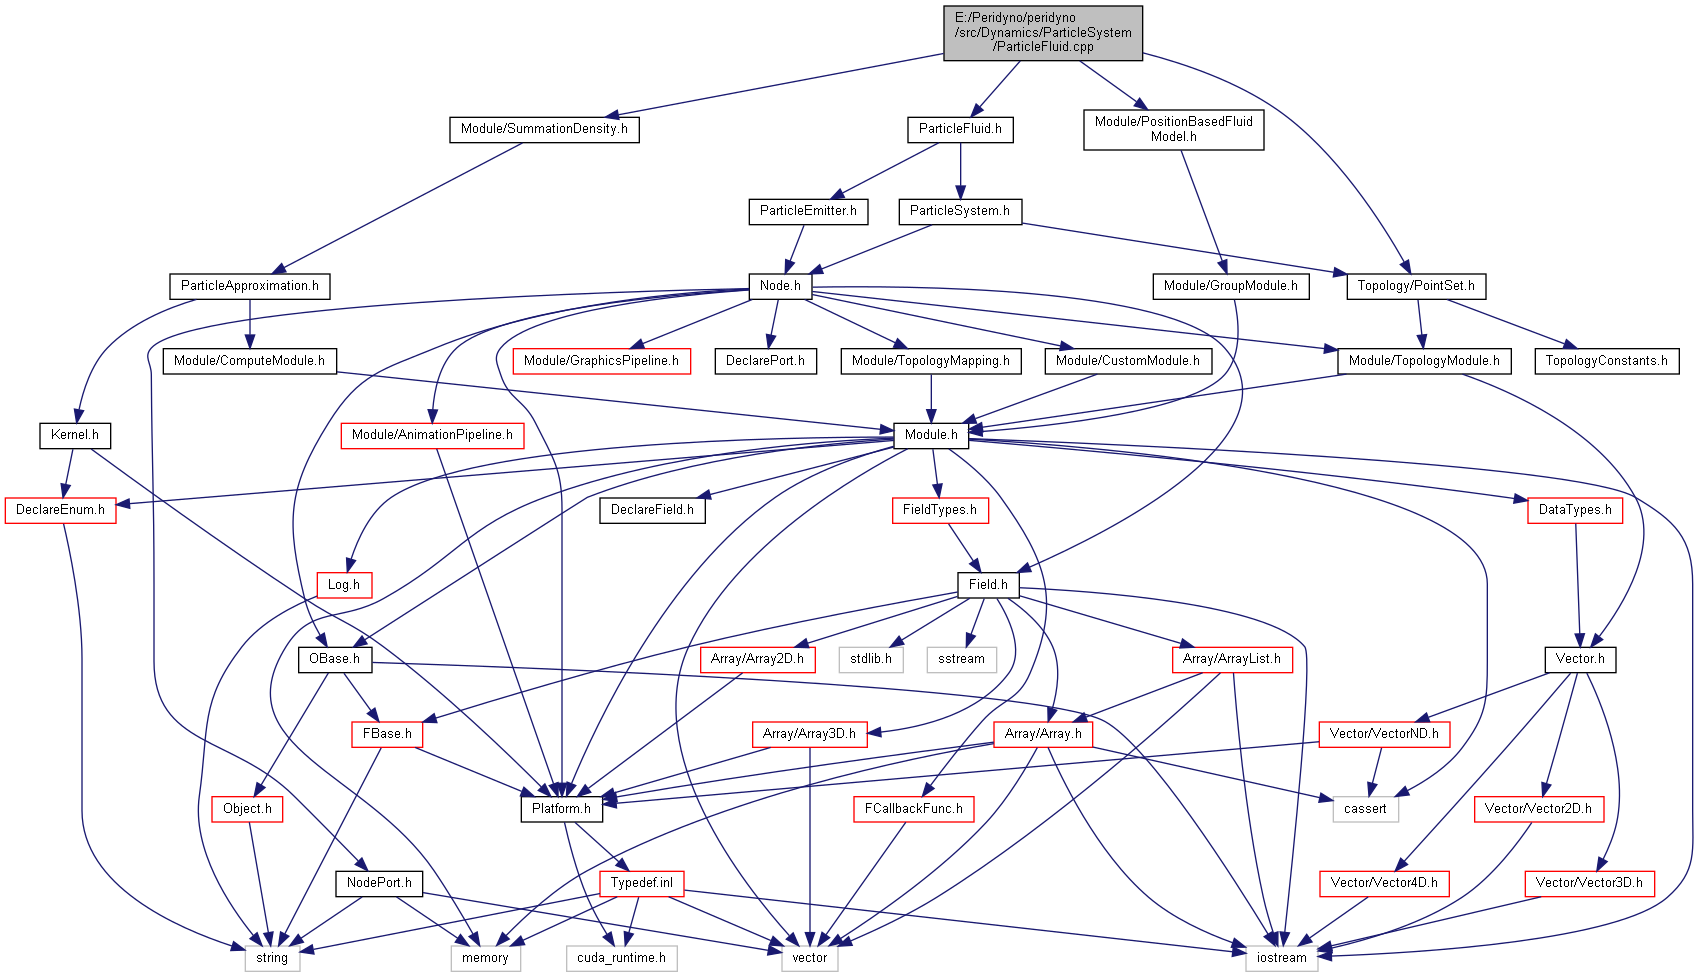 E:/Peridyno/peridyno
/src/Dynamics/ParticleSystem
/ParticleFluid.cpp
Module/SummationDensity.h
ParticleFluid.h
Module/PositionBasedFluid
Model.h
ParticleEmitter.h
ParticleSystem.h
ParticleApproximation.h
Node.h
Module/GroupModule.h
Topology/PointSet.h
Module/ComputeModule.h
Module/GraphicsPipeline.h
DeclarePort.h
Module/TopologyMapping.h
Module/CustomModule.h
Module/TopologyModule.h
TopologyConstants.h
Kernel.h
Module/AnimationPipeline.h
Module.h
DeclareEnum.h
DeclareField.h
FieldTypes.h
DataTypes.h
Log.h
Field.h
OBase.h
Array/Array2D.h
stdlib.h
sstream
Array/ArrayList.h
Vector.h
FBase.h
Array/Array3D.h
Array/Array.h
Vector/VectorND.h
Object.h
Platform.h
FCallbackFunc.h
cassert
Vector/Vector2D.h
NodePort.h
Typedef.inl
Vector/Vector4D.h
Vector/Vector3D.h
string
memory
cuda_runtime.h
vector
iostream